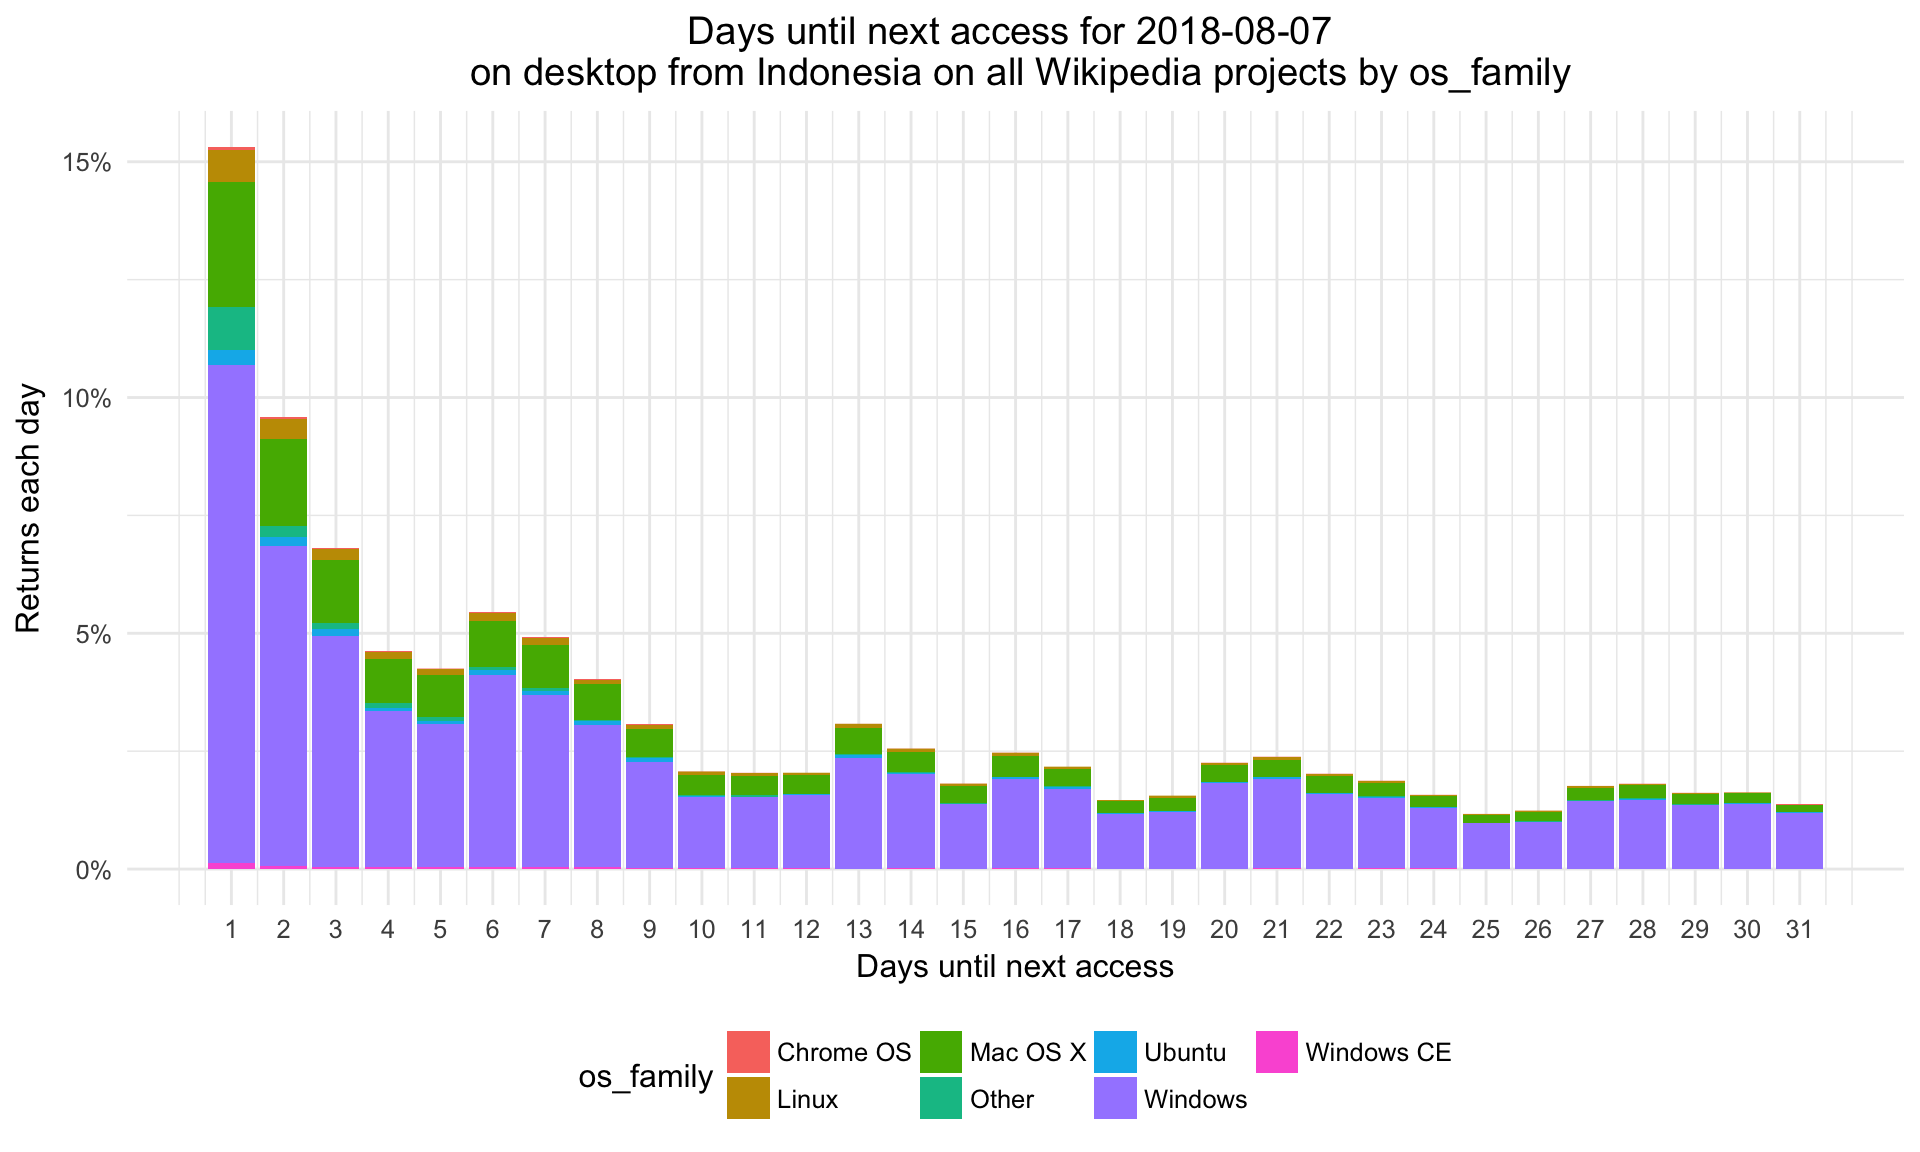 Days until next access for 2018-08-07
on desktop from Indonesia on all Wikipedia projects by os_family
Returns each day
15%
10%
5%
0%
1 2 3 4 5 6 7 8 9 10 11 12 13 14 15 16 17 18 19 20 21 22 23 24 25 26 27 28 29 30 31
Days until next access
os_family
Chrome OS Mac OS X Ubuntu Windows CE
Linux Other Windows